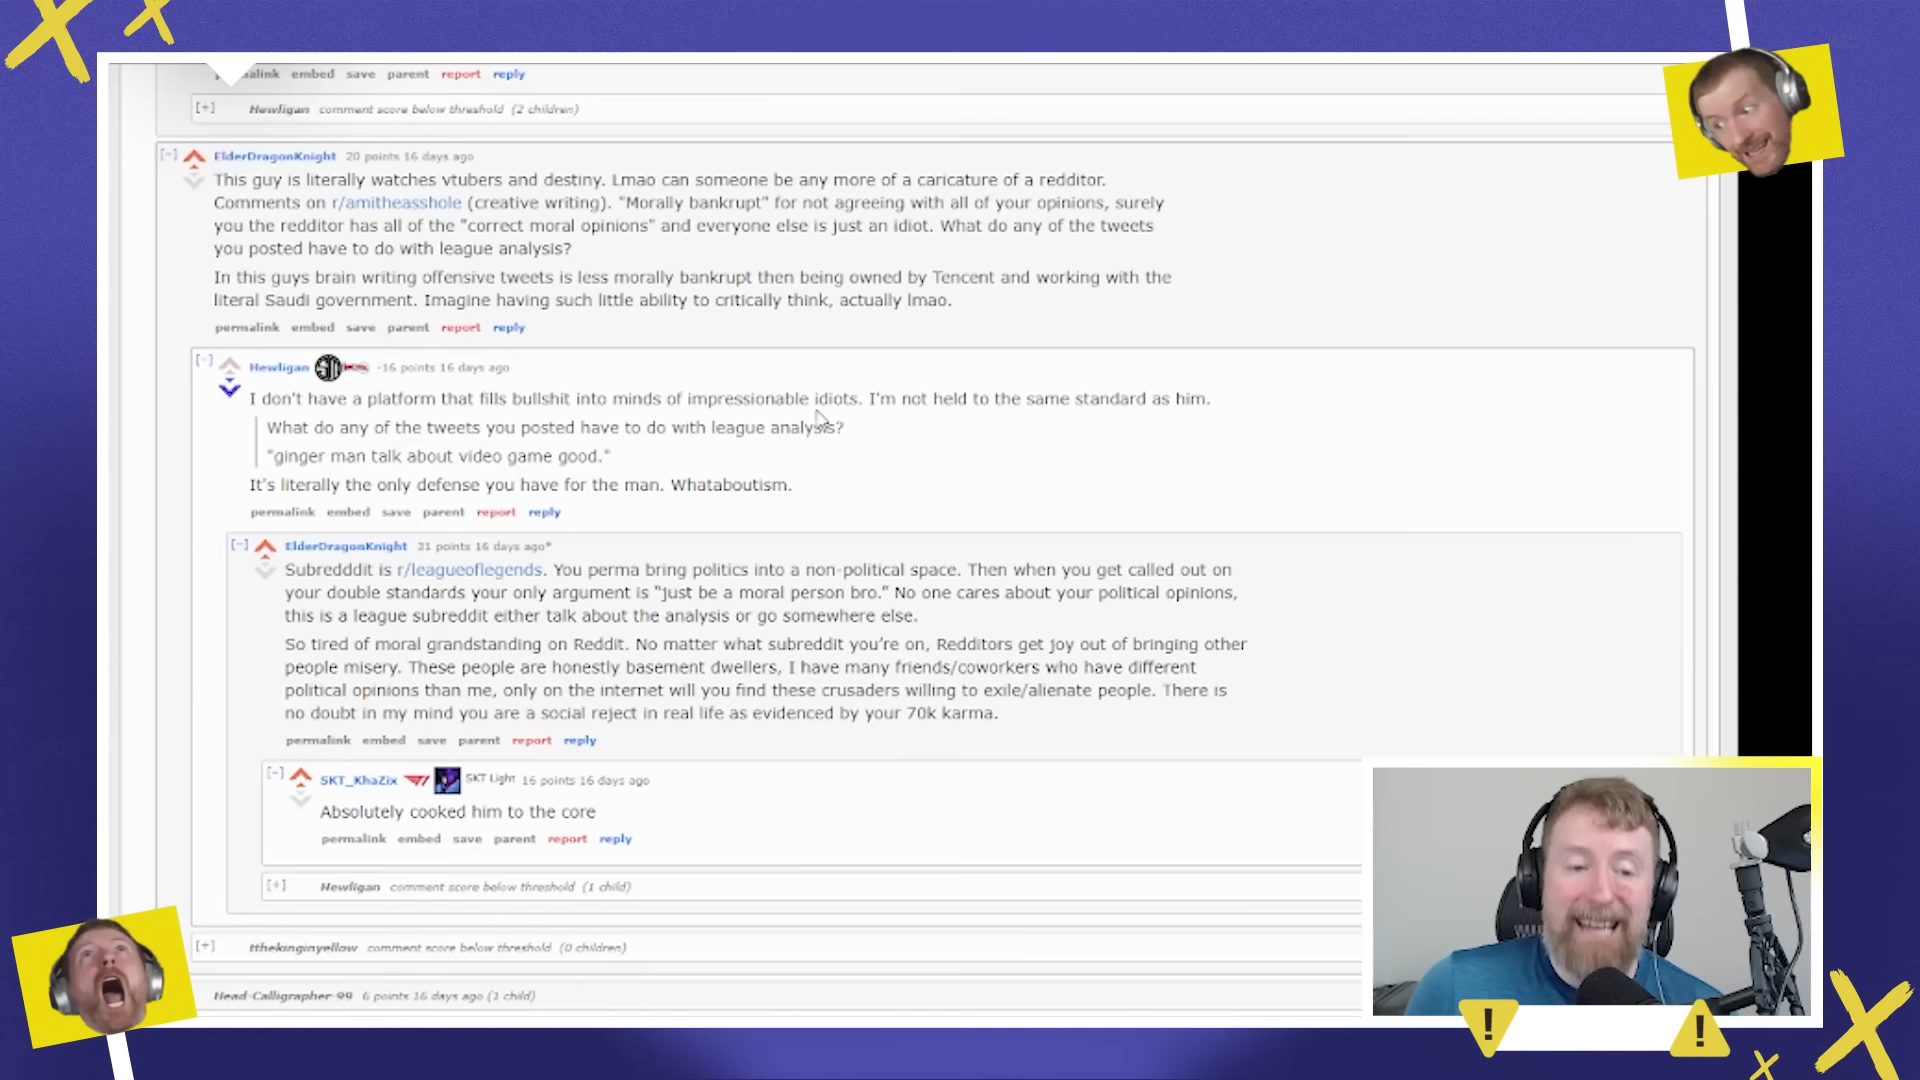 embed save parent report reply
[+] Hewligan comment score below threshold (2 children)
[-] ElderDragonKnight 20 points 16 days ago
This guy is literally watches vtubers and destiny. Lmao can someone be any more of a caricature of a redditor.
Comments on r/amitheasshole (creative writing). "Morally bankrupt" for not agreeing with all of your opinions, surely
you the redditor has all of the "correct moral opinions" and everyone else is just an idiot. What do any of the tweets
you posted have to do with league analysis?
In this guys brain writing offensive tweets is less morally bankrupt then being owned by Tencent and working with the
literal Saudi government. Imagine having such little ability to critically think, actually lmao.
permalink embed save parent report reply
[-] Hewligan -16 points 16 days ago
I don't have a platform that fills bullshit into minds of impressionable idiots. I'm not held to the same standard as him.
What do any of the tweets you posted have to do with league analysis?
"ginger man talk about video game good."
It's literally the only defense you have for the man. Whataboutism.
permalink embed save parent report reply
[-] ElderDragonKnight 31 points 16 days ago*
Subredddit is r/leagueoflegends. You perma bring politics into a non-political space. Then when you get called out on
your double standards your only argument is "just be a moral person bro." No one cares about your political opinions,
this is a league subreddit either talk about the analysis or go somewhere else.
So tired of moral grandstanding on Reddit. No matter what subreddit you're on, Redditors get joy out of bringing other
people misery. These people are honestly basement dwellers, I have many friends/coworkers who have different
political opinions than me, only on the internet will you find these crusaders willing to exile/alienate people. There is
no doubt in my mind you are a social reject in real life as evidenced by your 70k karma.
permalink embed save parent report reply
[-] SKT_KhaZix SKT Light 16 points 16 days ago
Absolutely cooked him to the core
permalink embed save parent report reply
[+] Hewligan comment score below threshold (1 child)
[+] tthekinginyellow comment score below threshold (0 children)
Head-Calligrapher-99 6 points 16 days ago (1 child)